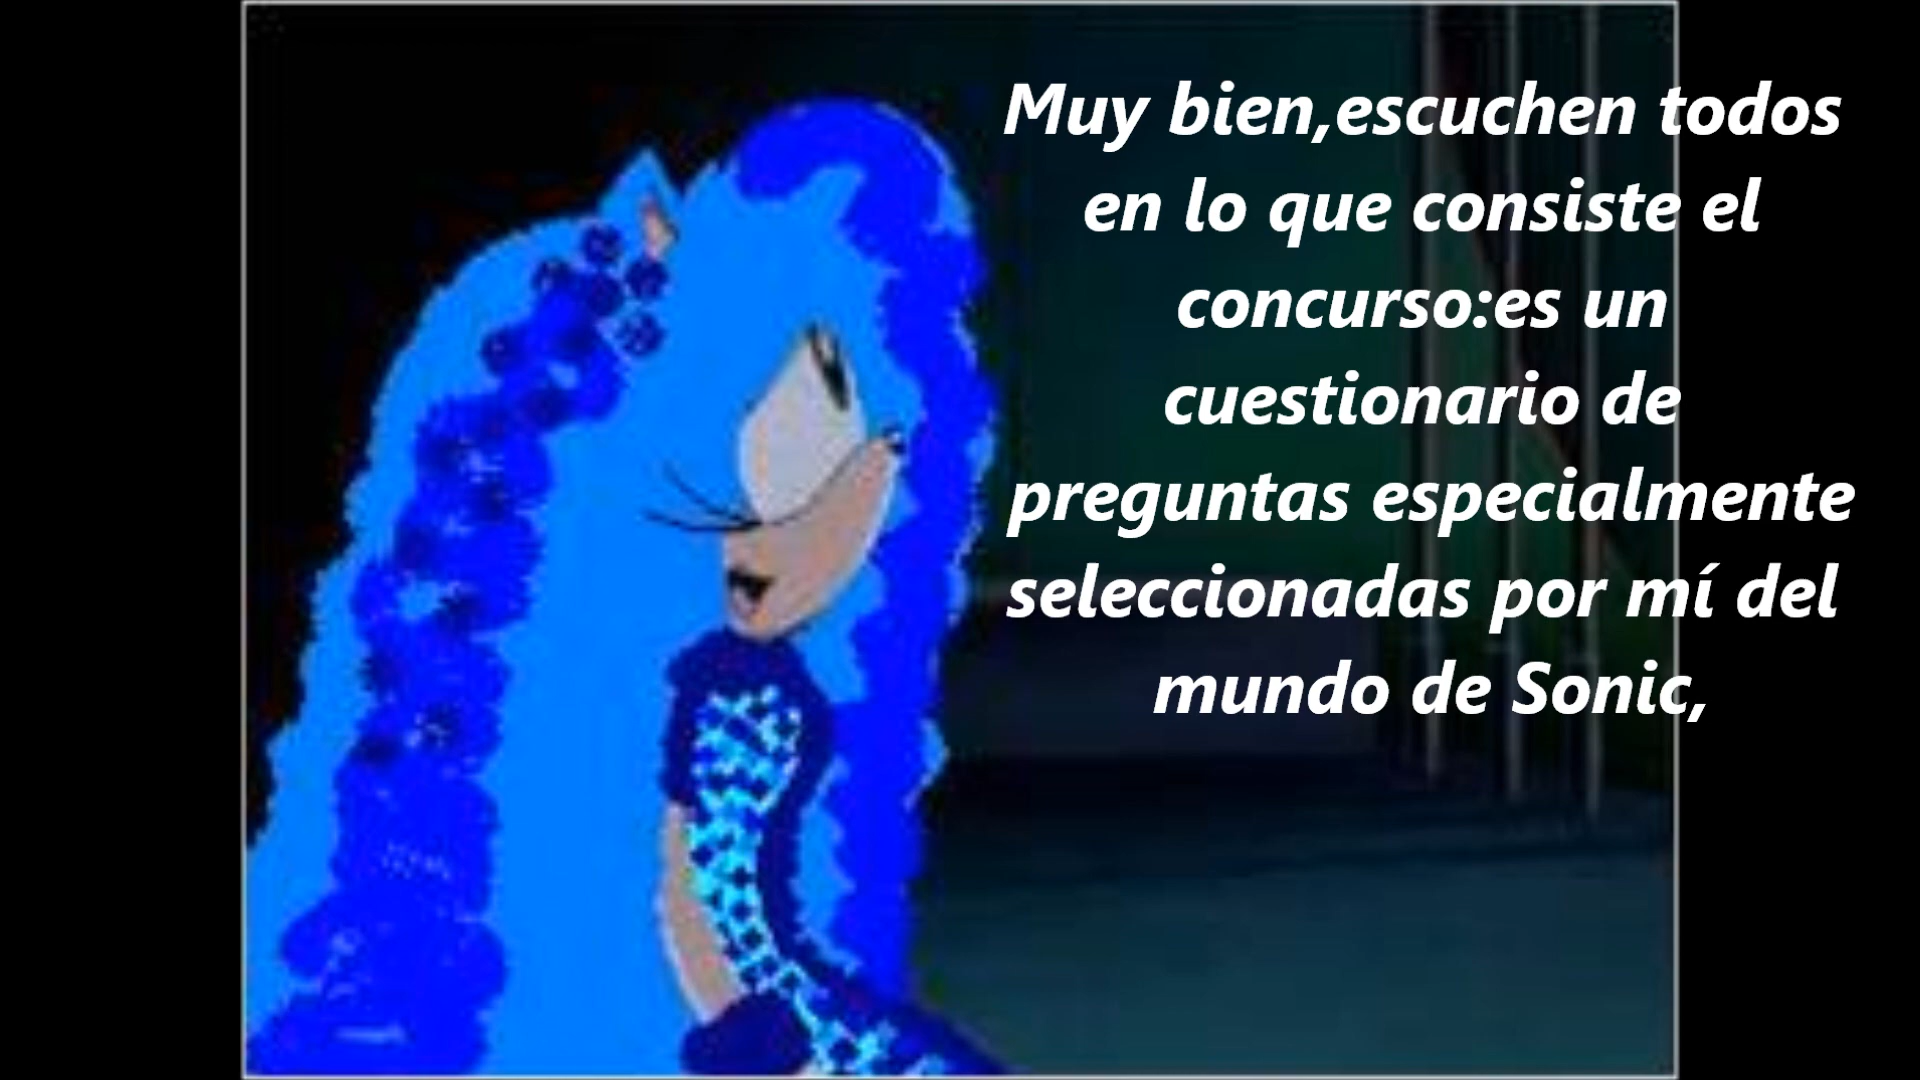 Muy bien,escuchen todos
en lo que consiste el
concurso:es un
cuestionario de
preguntas especialmente
seleccionadas por mí del
mundo de Sonic,